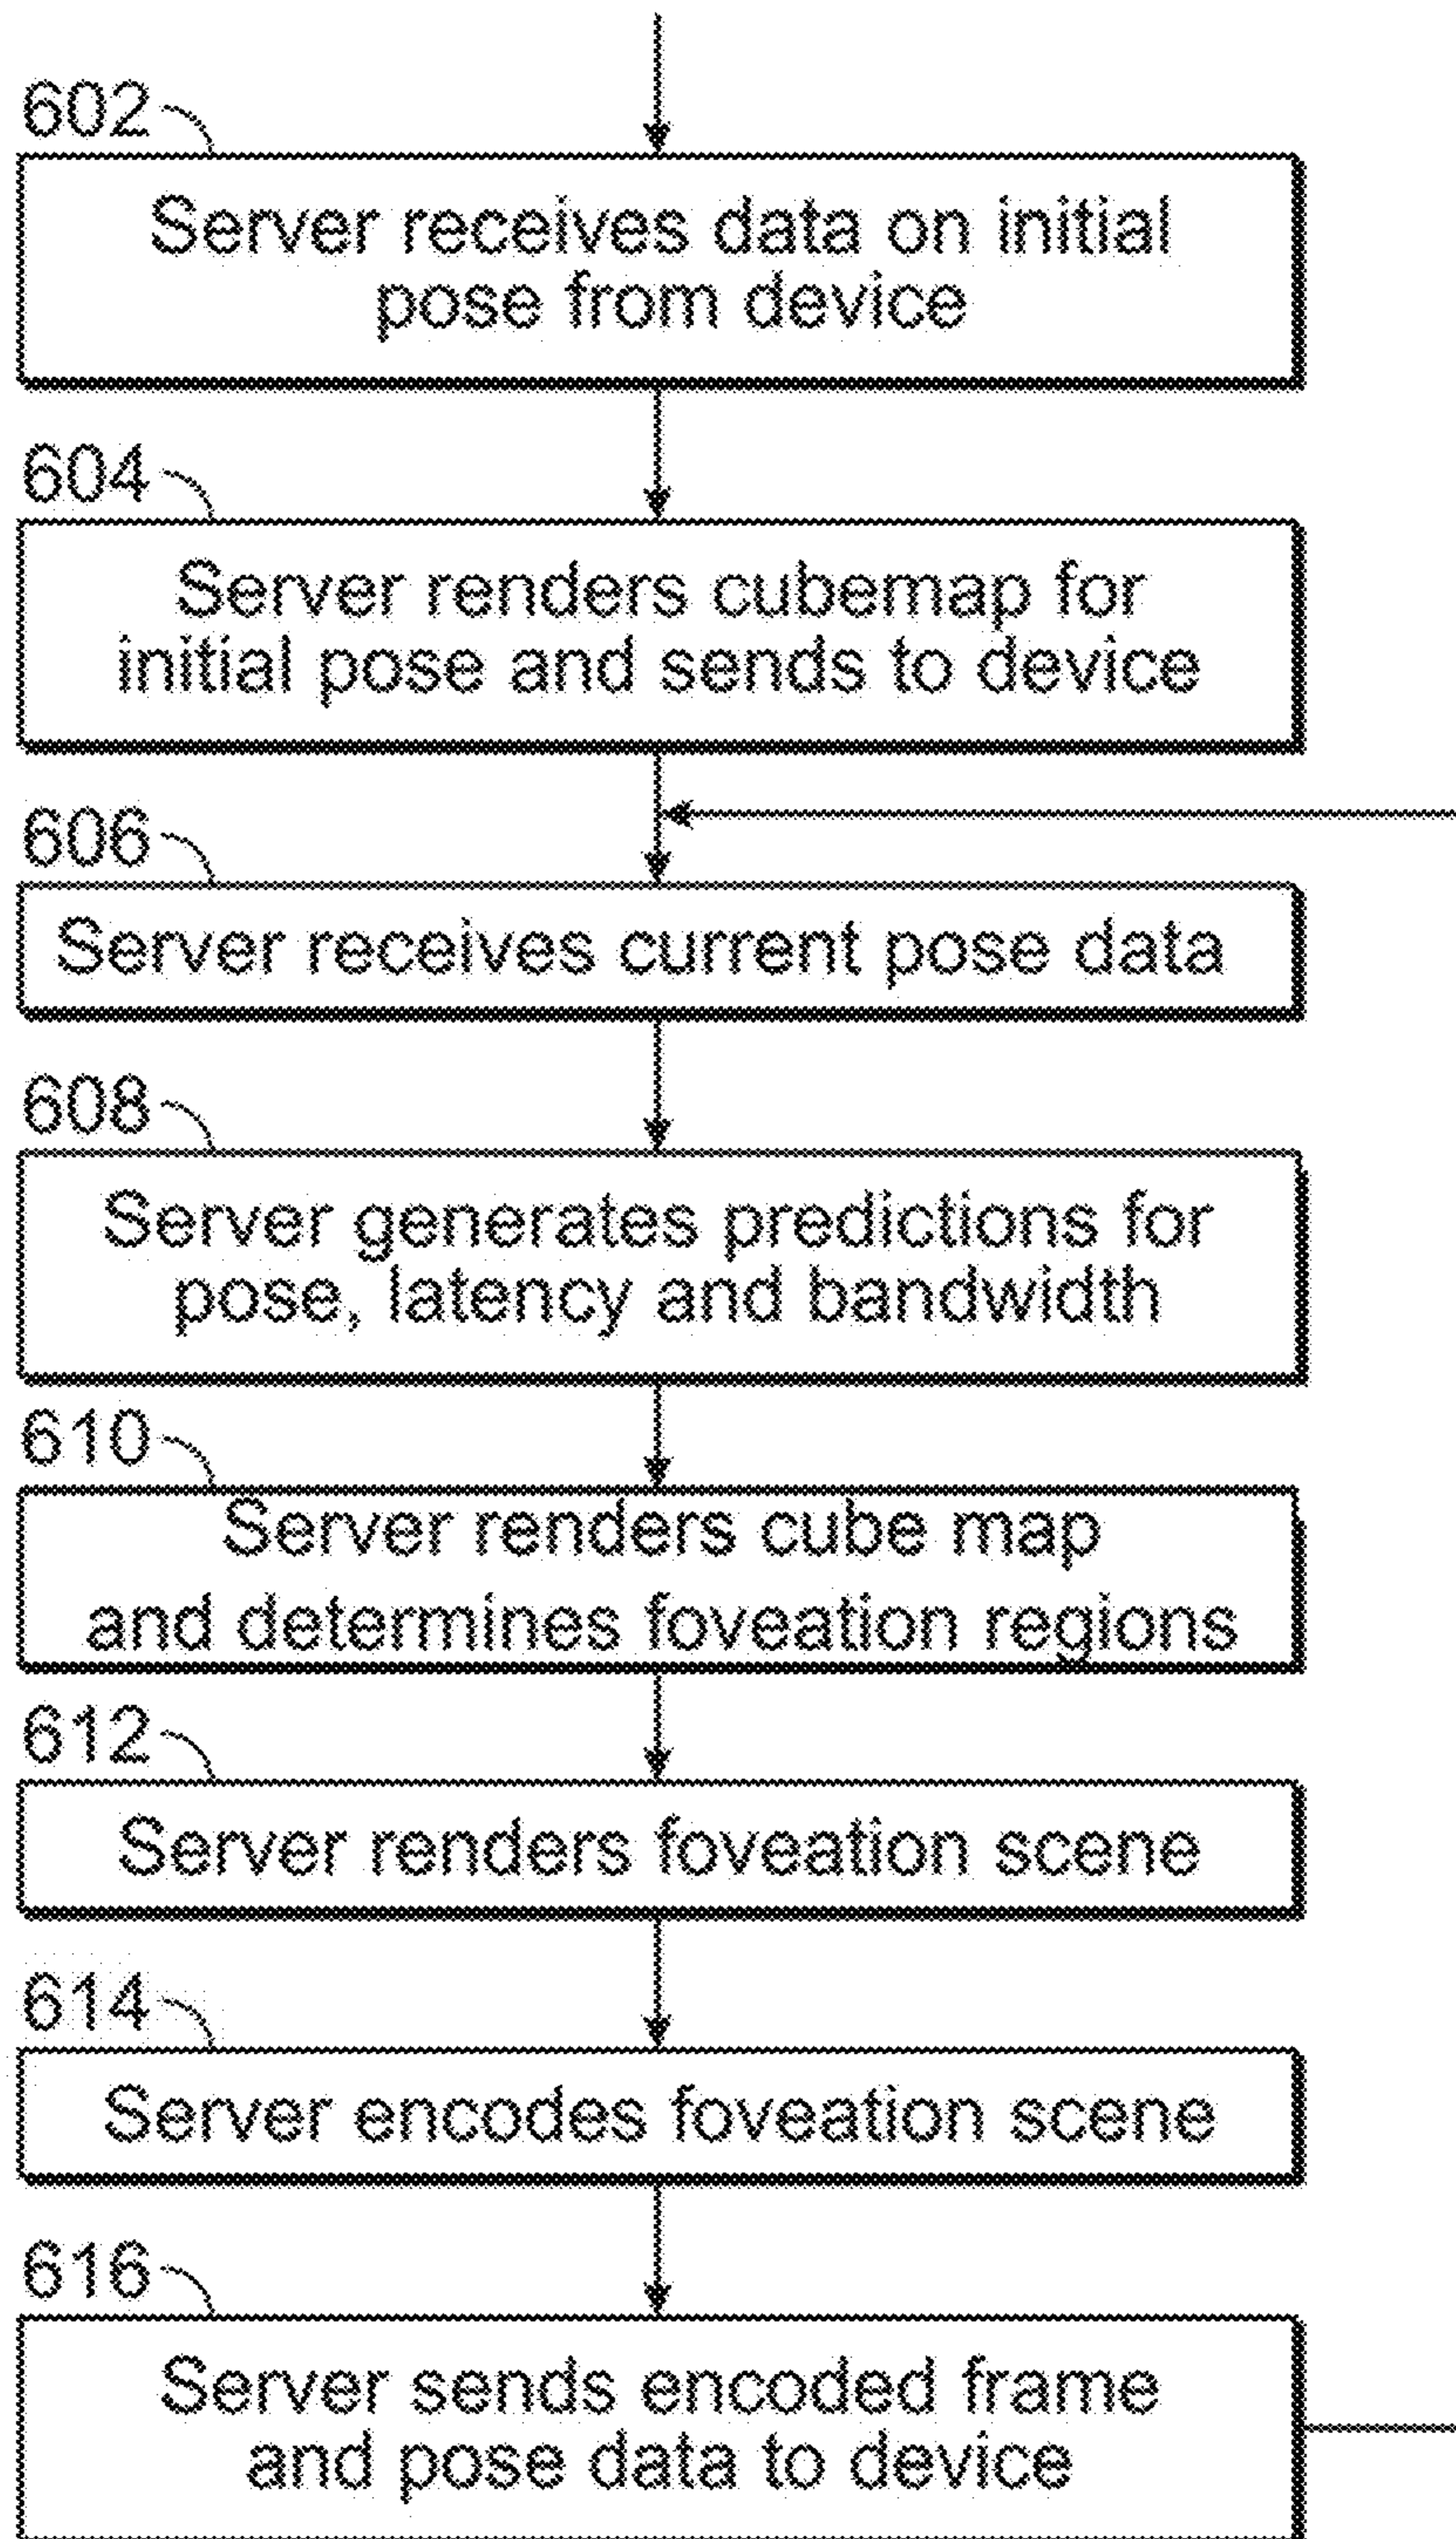 602
Server receives data on initial
pose from device
604
Server renders cubemap for
initial pose and sends to device
606
Server receives current pose data
608
Server generates predictions for
pose, latency and bandwidth
610
Server renders cube map
and determines foveation regions
612
Server renders foveation scene
614
Server encodes foveation scene
616
Server sends encoded frame
and pose data to device